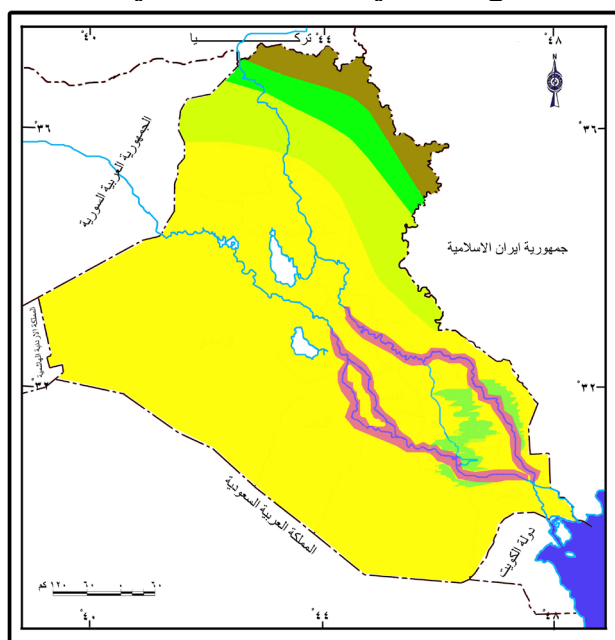 ٤٠
٤٤
٤٨
تركـــــيا
N
٣٦
٣٦
الجمهورية العربية السورية
جمهورية ايران الاسلامية
المملكة الاردنية الهاشمية
٣٢
٣٢
المملكة العربية السعودية
دولة الكويت
٦٠ ٠ ٦٠ ١٢٠ كم
٤٠
٤٤
٤٨